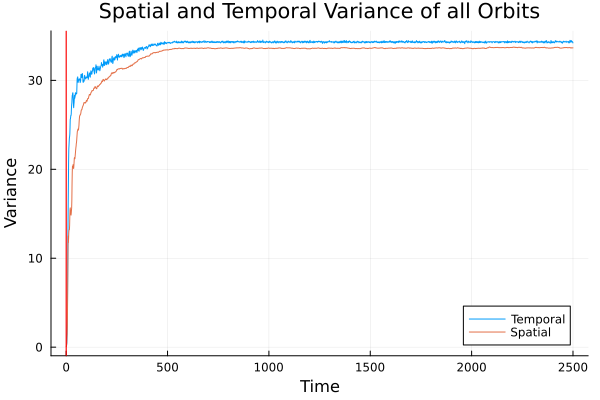 Spatial and Temporal Variance of all Orbits
Variance
30
20
10
0
Temporal
Spatial
0
500
1000
1500
2000
2500
Time